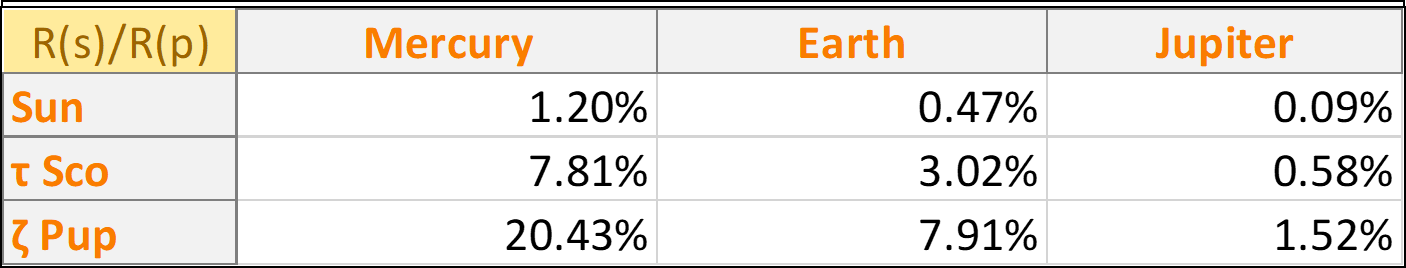 R(s)/R(p) Mercury Earth Jupiter
Sun 1.20% 0.47% 0.09%
τ Sco 7.81% 3.02% 0.58%
ζ Pup 20.43% 7.91% 1.52%